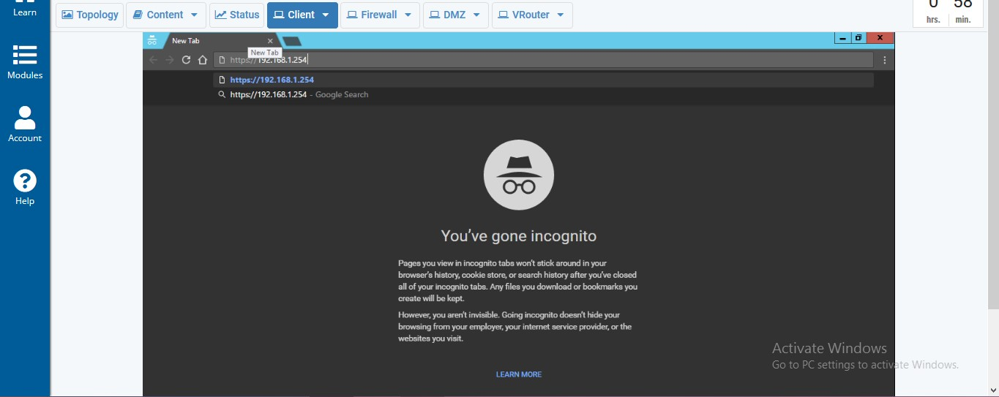 Learn
Modules
Account
Help
Topology
Content
Status
Client
Firewall
DMZ
VRouter
0 58
hrs. min.
New Tab
New Tab
https://192.168.1.254
https://192.168.1.254
https://192.168.1.254 - Google Search
You've gone incognito
Pages you view in incognito tabs won't stick around in your
browser's history, cookie store, or search history after you've closed
all of your incognito tabs. Any files you download or bookmarks you
create will be kept.
However, you aren't invisible. Going incognito doesn't hide your
browsing from your employer, your internet service provider, or the
websites you visit.
LEARN MORE
Activate Windows
Go to PC settings to activate Windows.